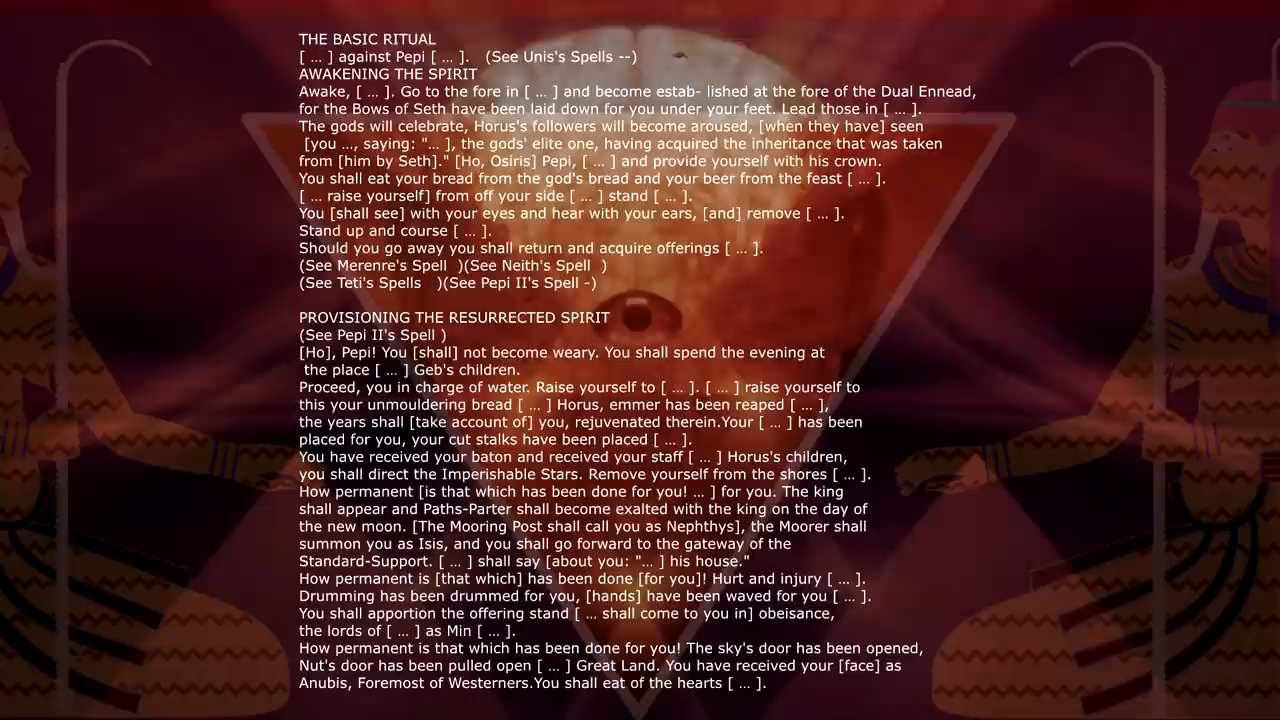 THE BASIC RITUAL
[ ... ] against Pepi [ ... ]. (See Unis's Spells --)
AWAKENING THE SPIRIT
Awake, [ ... ]. Go to the fore in [ ... ] and become estab- lished at the fore of the Dual Ennead,
for the Bows of Seth have been laid down for you under your feet. Lead those in [ ... ].
The gods will celebrate, Horus's followers will become aroused, [when they have] seen
[you ..., saying: "... ], the gods' elite one, having acquired the inheritance that was taken
from [him by Seth]." [Ho, Osiris] Pepi, [ ... ] and provide yourself with his crown.
You shall eat your bread from the god's bread and your beer from the feast [ ... ].
[ ... raise yourself] from off your side [ ... ] stand [ ... ].
You [shall see] with your eyes and hear with your ears, [and] remove [ ... ].
Stand up and course [ ... ].
Should you go away you shall return and acquire offerings [ ... ].
(See Merenre's Spell )(See Neith's Spell )
(See Teti's Spells )(See Pepi II's Spell -)
PROVISIONING THE RESURRECTED SPIRIT
(See Pepi II's Spell )
[Ho], Pepi! You [shall] not become weary. You shall spend the evening at
the place [ ... ] Geb's children.
Proceed, you in charge of water. Raise yourself to [ ... ]. [ ... ] raise yourself to
this your unmouldering bread [ ... ] Horus, emmer has been reaped [ ... ],
the years shall [take account of] you, rejuvenated therein.Your [ ... ] has been
placed for you, your cut stalks have been placed [ ... ].
You have received your baton and received your staff [ ... ] Horus's children,
you shall direct the Imperishable Stars. Remove yourself from the shores [ ... ].
How permanent [is that which has been done for you! ... ] for you. The king
shall appear and Paths-Parter shall become exalted with the king on the day of
the new moon. [The Mooring Post shall call you as Nephthys], the Moorer shall
summon you as Isis, and you shall go forward to the gateway of the
Standard-Support. [ ... ] shall say [about you: "... ] his house."
How permanent is [that which] has been done [for you]! Hurt and injury [ ... ].
Drumming has been drummed for you, [hands] have been waved for you [ ... ].
You shall apportion the offering stand [ ... shall come to you in] obeisance,
the lords of [ ... ] as Min [ ... ].
How permanent is that which has been done for you! The sky's door has been opened,
Nut's door has been pulled open [ ... ] Great Land. You have received your [face] as
Anubis, Foremost of Westerners.You shall eat of the hearts [ ... ].